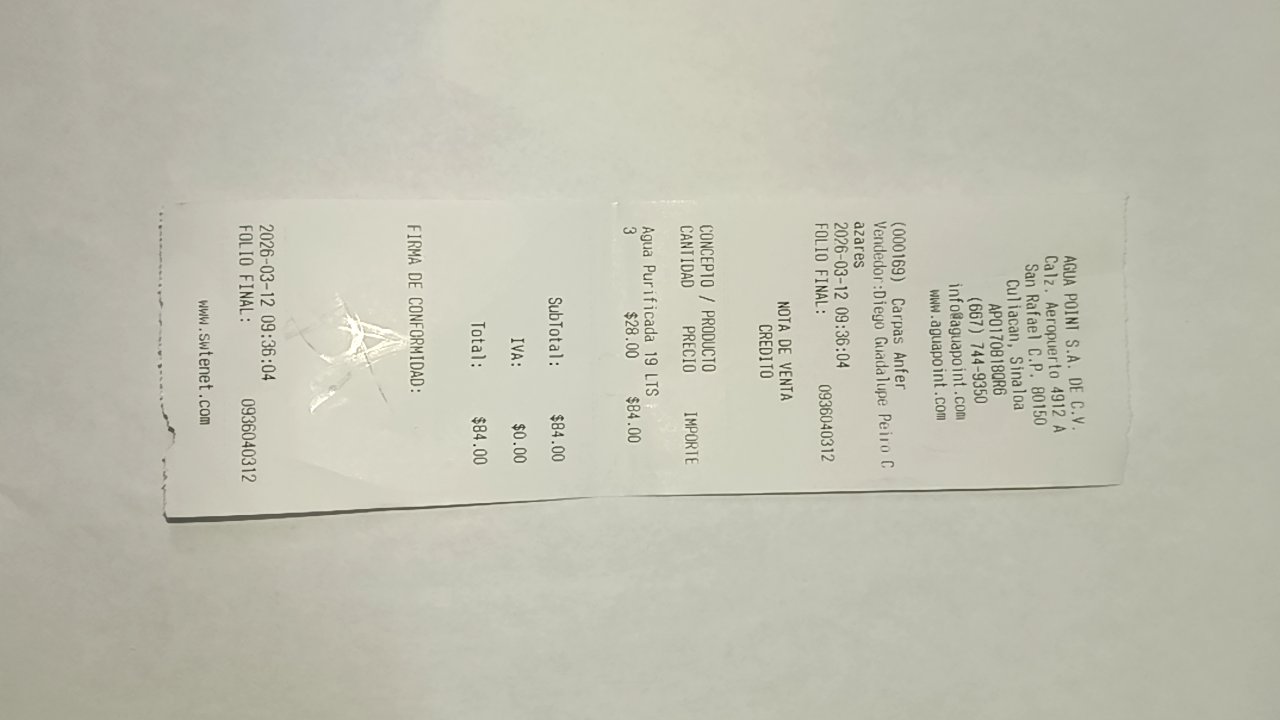 AGUA POINT S.A. DE C.V.
Calz. Aeropuerto 4912 A
San Rafael C.P. 80150
Culiacan, Sinaloa
APO170818QR6
(667) 744-9350
info@aguapoint.com
www.aguapoint.com
(000169) Carpas Anfer
Vendedor:Diego Guadalupe Peiro C
azares
2026-03-12 09:36:04
FOLIO FINAL: 0936040312
NOTA DE VENTA
CREDITO
CONCEPTO / PRODUCTO
CANTIDAD PRECIO IMPORTE
Agua Purificada 19 LTS
3 $28.00 $84.00
SubTotal: $84.00
IVA: $0.00
Total: $84.00
FIRMA DE CONFORMIDAD:
2026-03-12 09:36:04
FOLIO FINAL: 0936040312
www.swtenet.com